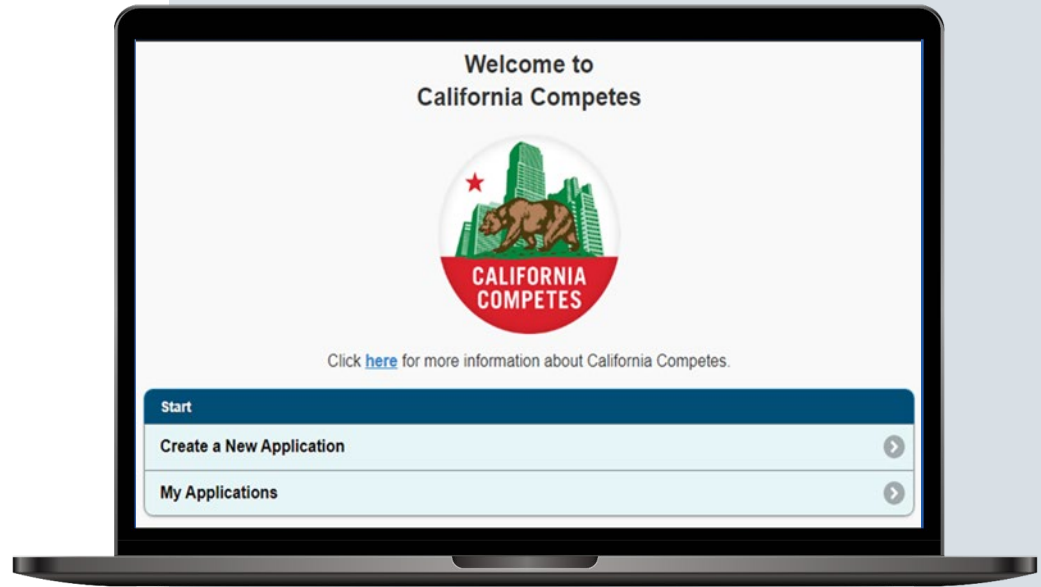 Welcome to
California Competes
CALIFORNIA
COMPETES
Click here for more information about California Competes.
Start
Create a New Application
My Applications